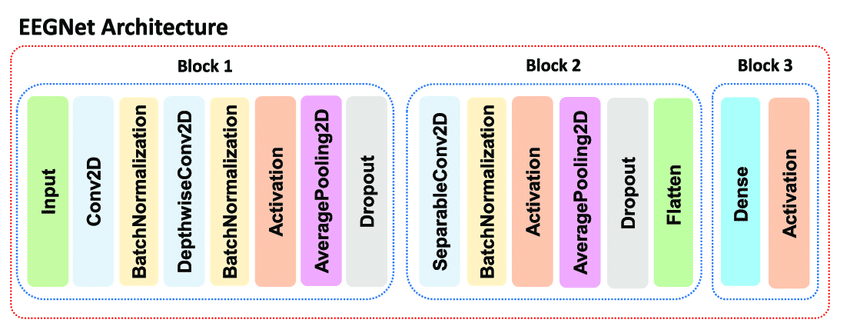 EEGNet Architecture
Block 1
Block 2
Block 3
Input
Conv2D
BatchNormalization
DepthwiseConv2D
BatchNormalization
Activation
AveragePooling2D
Dropout
SeparableConv2D
BatchNormalization
Activation
AveragePooling2D
Dropout
Flatten
Dense
Activation